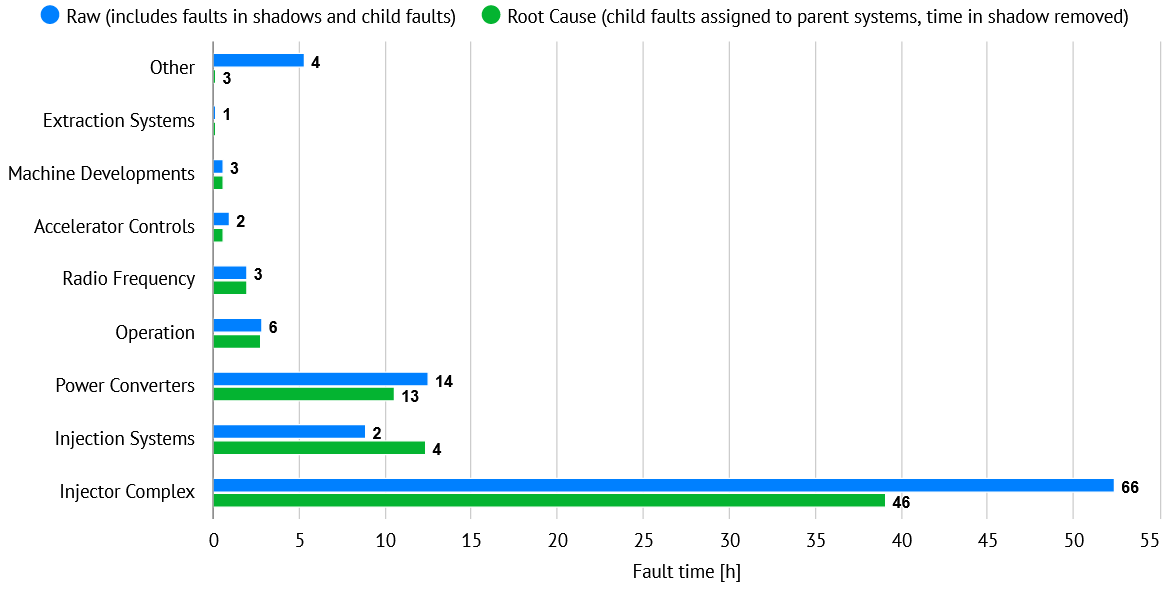 Raw (includes faults in shadows and child faults) Root Cause (child faults assigned to parent systems, time in shadow removed)
Other 4
3
Extraction Systems 1
Machine Developments 3
Accelerator Controls 2
Radio Frequency 3
Operation 6
Power Converters 14
13
Injection Systems 2
4
Injector Complex 66
46
0 5 10 15 20 25 30 35 40 45 50 55
Fault time [h]